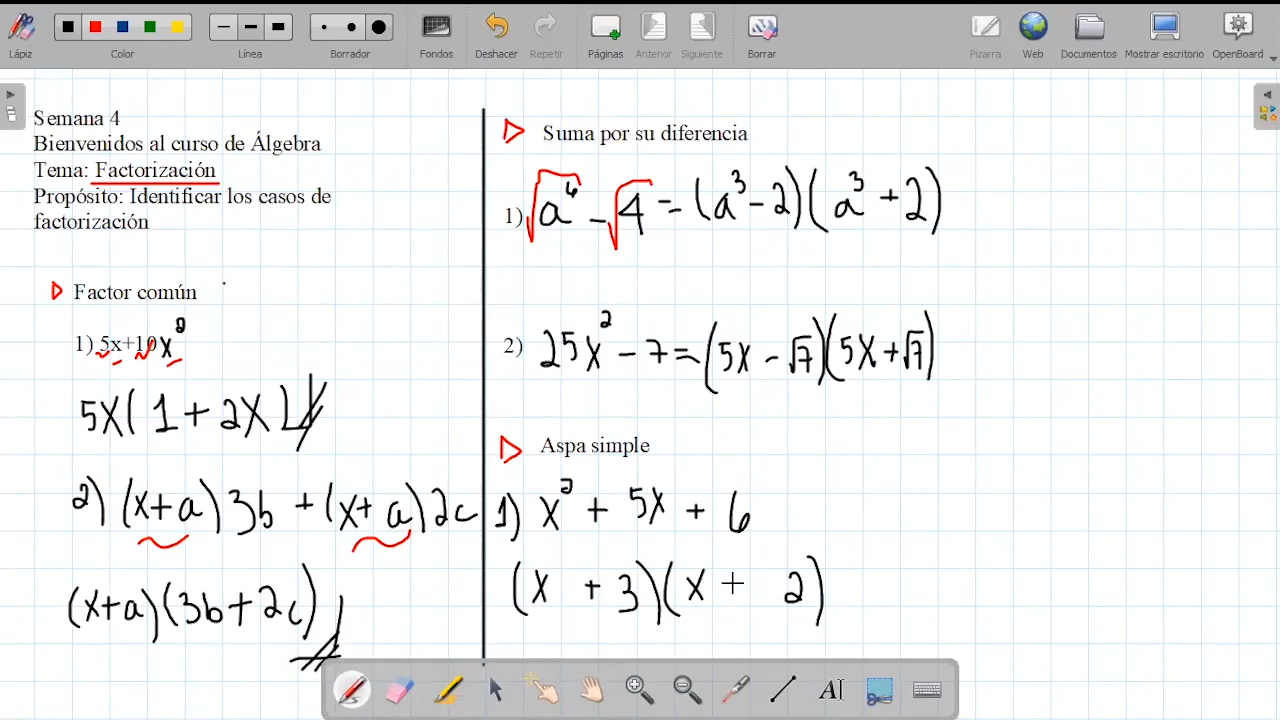 Lápiz Color Línea Borrador Fondos Deshacer Repetir Páginas Anterior Siguiente Borrar Pizarra Web Documentos Mostrar escritorio OpenBoard
Semana 4
Bienvenidos al curso de Álgebra
Tema: Factorización
Propósito: Identificar los casos de
factorización
Factor común
1) 5x+10x²
5x(1+2x)
2) (x+a)3b+(x+a)2c
(x+a)(3b+2c)
Suma por su diferencia
1) √a⁶-√4=(a³-2)(a³+2)
2) 25x²-7=(5x-√7)(5x+√7)
Aspa simple
1) x²+5x+6
(x+3)(x+2)